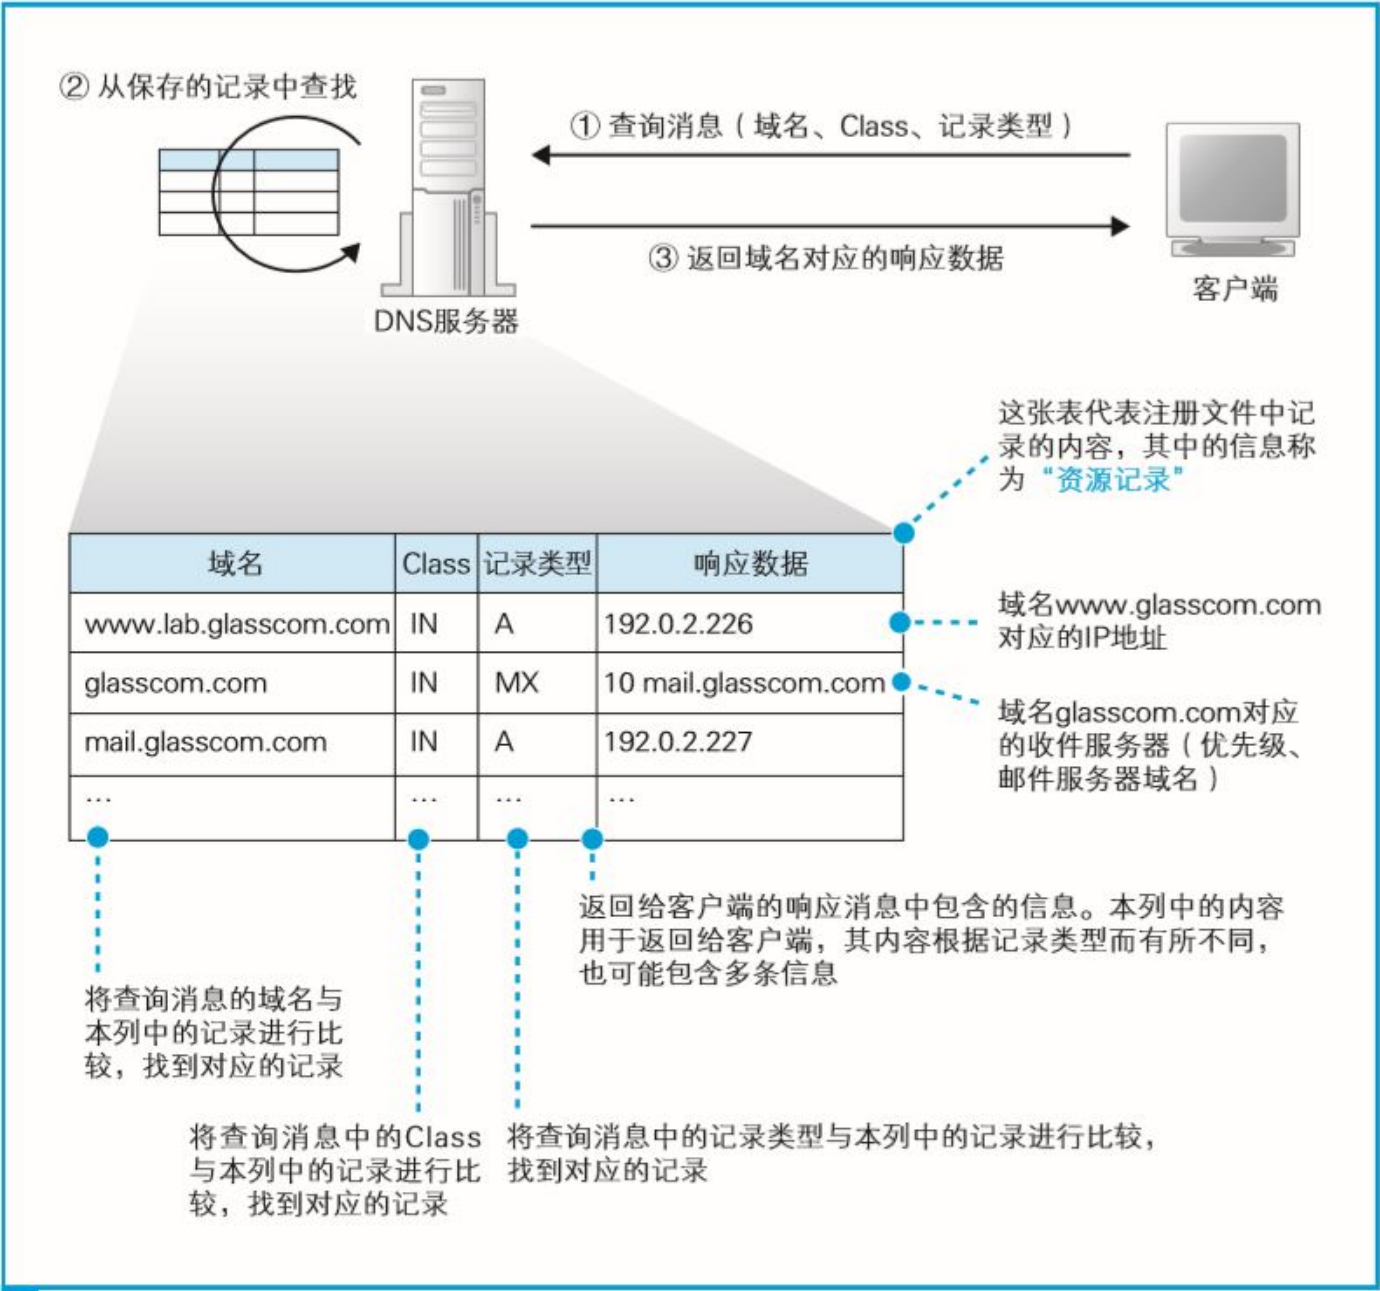 ② 从保存的记录中查找
① 查询消息（域名、Class、记录类型）
③ 返回域名对应的响应数据
DNS服务器
客户端
这张表代表注册文件中记
录的内容，其中的信息称
为“资源记录”
域名 Class 记录类型 响应数据
www.lab.glasscom.com IN A 192.0.2.226
glasscom.com IN MX 10 mail.glasscom.com
mail.glasscom.com IN A 192.0.2.227
… … … …
域名www.glasscom.com
对应的IP地址
域名glasscom.com对应
的收件服务器（优先级、
邮件服务器域名）
返回给客户端的响应消息中包含的信息。本列中的内容
用于返回给客户端，其内容根据记录类型而有所不同，
也可能包含多条信息
将查询消息的域名与
本列中的记录进行比
较，找到对应的记录
将查询消息中的Class
与本列中的记录进行比
较，找到对应的记录
将查询消息中的记录类型与本列中的记录进行比较，
找到对应的记录